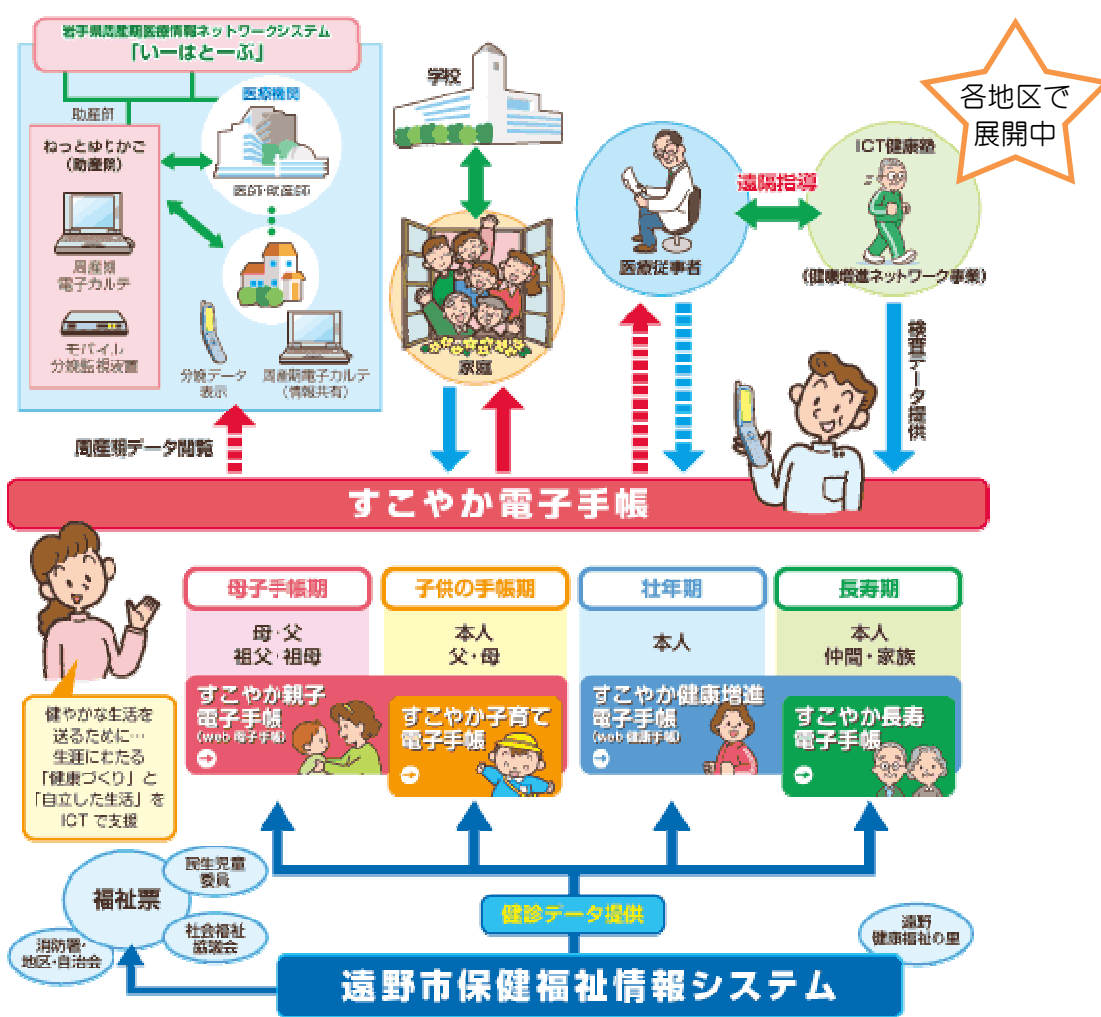 岩手県周産期医療情報ネットワークシステム
「いーはとーぶ」
助産師
ねっとゆりかご
(助産院)
周産期
電子カルテ
モバイル
分娩監視装置
医療機関
医師・助産師
分娩データ
表示
周産期電子カルテ
(情報共有)
学校
家庭
医療従事者
遠隔指導
ICT健康塾
(健康増進ネットワーク事業)
各地区で
展開中
周産期データ閲覧
検査データ提供
すこやか電子手帳
母子手帳期
母・父
祖父・祖母
すこやか親子
電子手帳
(web 母子手帳)
子供の手帳期
本人
父・母
すこやか子育て
電子手帳
壮年期
本人
すこやか健康増進
電子手帳
(web 健康手帳)
長寿期
本人
仲間・家族
すこやか長寿
電子手帳
健やかな生活を
送るために…
生涯にわたる
「健康づくり」と
「自立した生活」を
ICTで支援
福祉票
民生児童
委員
社会福祉
協議会
消防署・
地区・自治会
健診データ提供
遠野
健康福祉の里
遠野市保健福祉情報システム